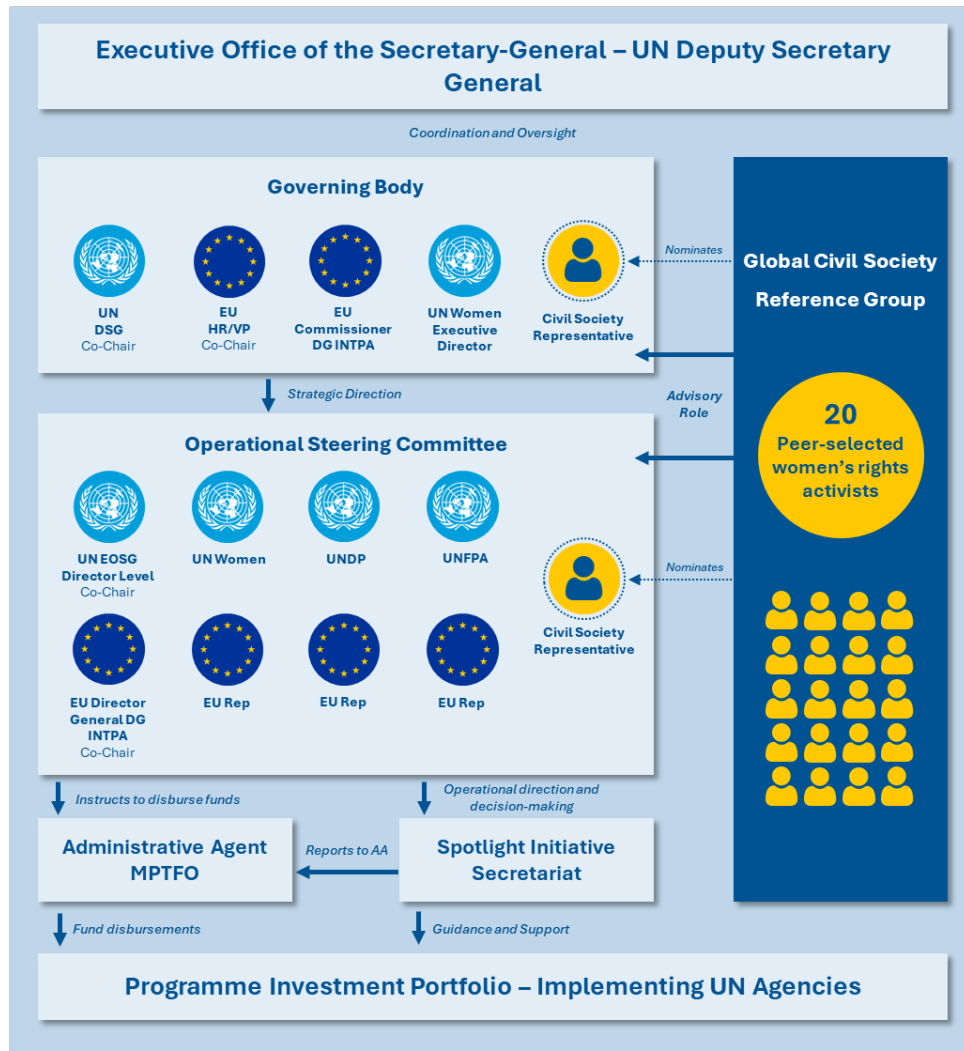 Executive Office of the Secretary-General – UN Deputy Secretary
General
Coordination and Oversight
Governing Body
UN
DSG
Co-Chair
EU
HR/VP
Co-Chair
EU
Commissioner
DG INTPA
UN Women
Executive
Director
Civil Society
Representative
Nominates
Global Civil Society
Reference Group
Strategic Direction
Advisory
Role
20
Peer-selected
women's rights
activists
Operational Steering Committee
UN EOSG
Director Level
Co-Chair
UN Women
UNDP
UNFPA
Civil Society
Representative
Nominates
EU Director
General DG
INTPA
Co-Chair
EU Rep
EU Rep
EU Rep
Instructs to disburse funds
Operational direction and
decision-making
Administrative Agent
MPTFO
Reports to AA
Spotlight Initiative
Secretariat
Fund disbursements
Guidance and Support
Programme Investment Portfolio – Implementing UN Agencies